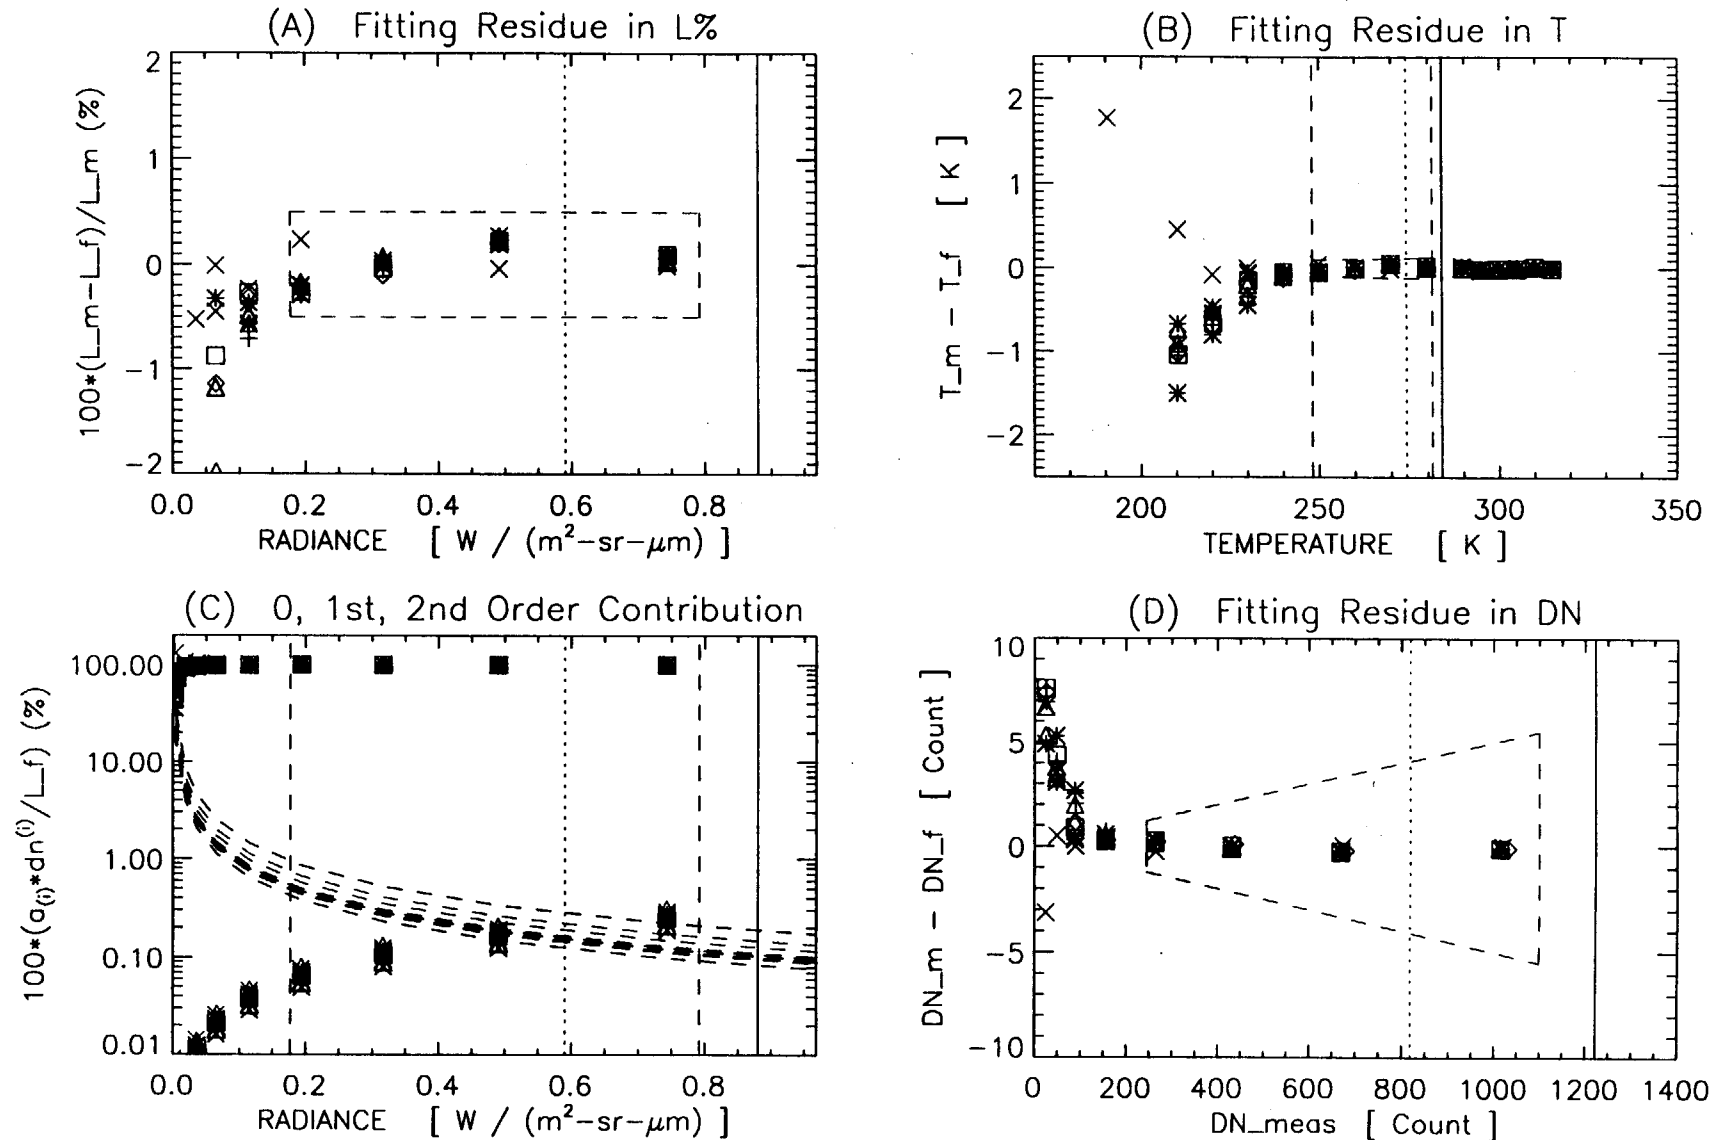 (A) Fitting Residue in L%
100*(L_m-L_f)/L_m (%)
2
1
0
-1
-2
0.0 0.2 0.4 0.6 0.8
RADIANCE [ W / (m²-sr-μm) ]
(B) Fitting Residue in T
T_m - T_f [ K ]
2
1
0
-1
-2
200 250 300 350
TEMPERATURE [ K ]
(C) 0, 1st, 2nd Order Contribution
100*(a(i)*dn(i)/L_f) (%)
100.00
10.00
1.00
0.10
0.01
0.0 0.2 0.4 0.6 0.8
RADIANCE [ W / (m²-sr-μm) ]
(D) Fitting Residue in DN
DN_m - DN_f [ Count ]
10
5
0
-5
-10
0 200 400 600 800 1000 1200 1400
DN_meas [ Count ]